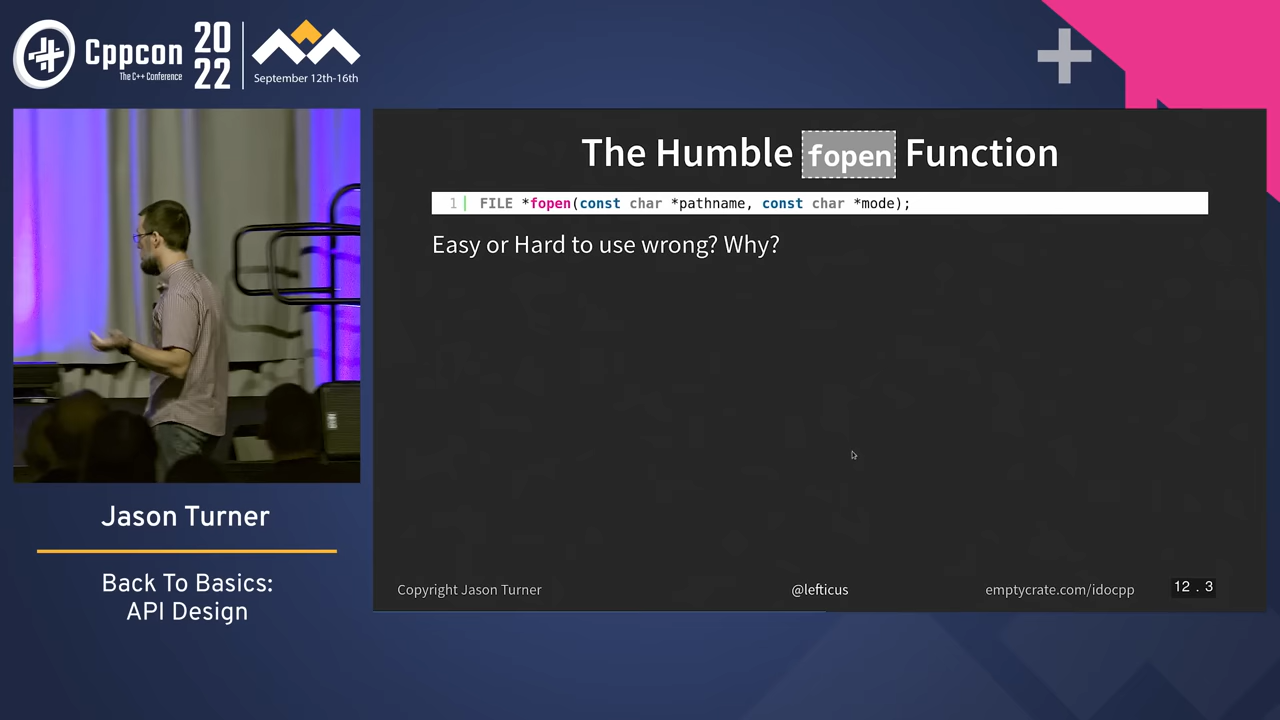 Cppcon
The C++ Conference
20
22
September 12th-16th
The Humble fopen Function
1 FILE *fopen(const char *pathname, const char *mode);
Easy or Hard to use wrong? Why?
Copyright Jason Turner
@lefticus
emptycrate.com/idocpp
12 . 3
Jason Turner
Back To Basics:
API Design